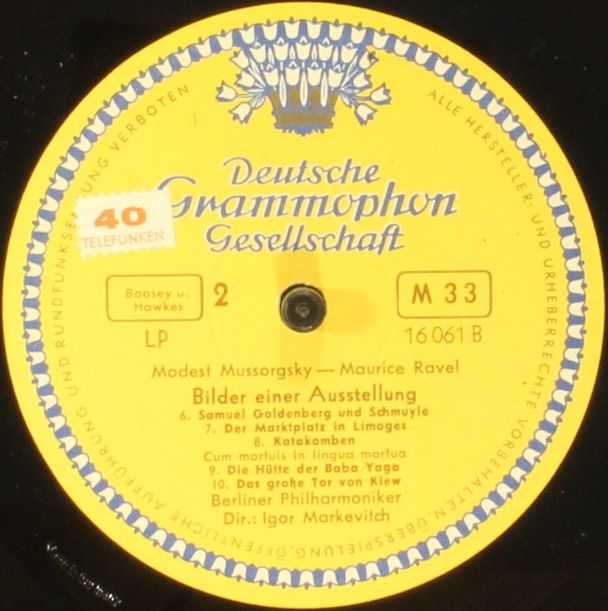 Deutsche
Grammophon
Gesellschaft
40
TELEFUNKEN
Boosey u.
Hawkes
2
M 33
LP
16 061 B
Modest Mussorgsky — Maurice Ravel
Bilder einer Ausstellung
6. Samuel Goldenberg und Schmuyle
7. Der Marktplatz in Limoges
8. Katakomben
Cum mortuis in lingua mortua
9. Die Hütte der Baba Yaga
10. Das große Tor von Kiew
Berliner Philharmoniker
Dir.: Igor Markevitch
ALLE HERSTELLER- UND URHEBERRECHTE VORBEHALTEN. ÜBERSPIELUNG, ÖFFENTLICHE AUFFÜHRUNG UND RUNDFUNKSENDUNG VERBOTEN